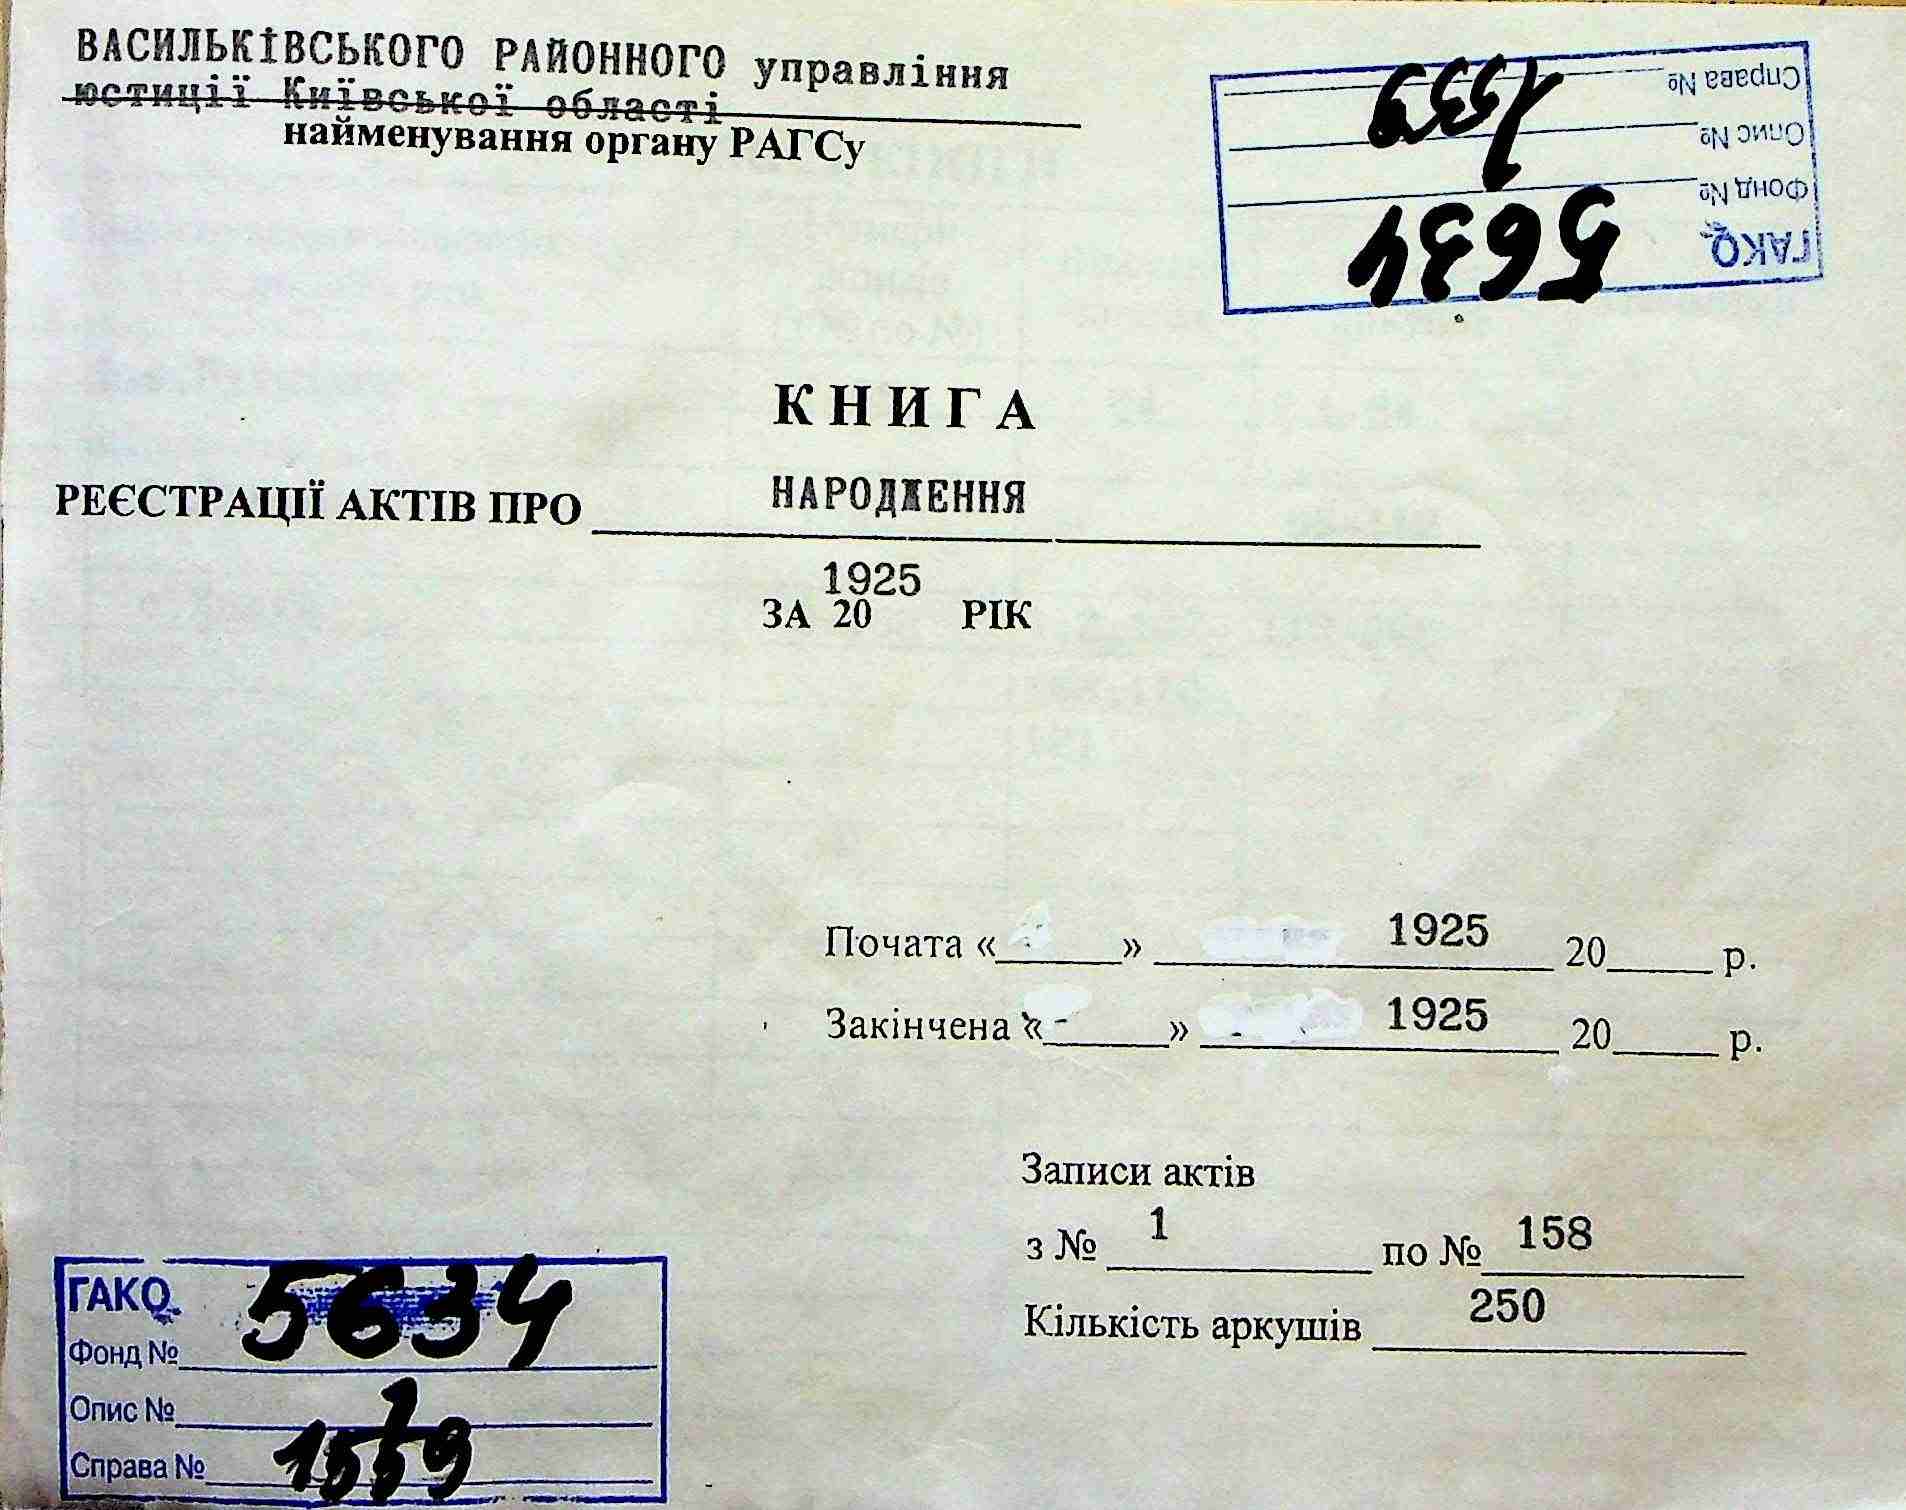 ВАСИЛЬКІВСЬКОГО РАЙОННОГО управління
юстиції Київської області
найменування органу РАГСу
ГАКО
Фонд № 5634
Опис № 1
Справа №
КНИГА
РЕЄСТРАЦІЇ АКТІВ ПРО НАРОДЖЕННЯ
1925
ЗА 20 РІК
Почата « » 1925 20 р.
Закінчена « » 1925 20 р.
Записи актів
з № 1 по № 158
Кількість аркушів 250
ГАКО
Фонд № 5634
Опис № 1
Справа №